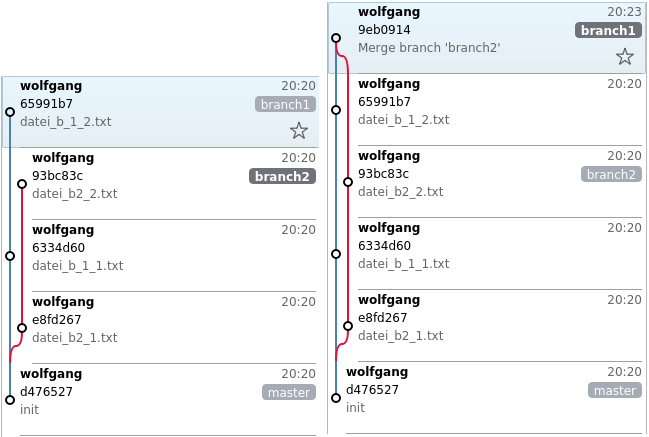 wolfgang 20:20
65991b7 branch1
datei_b_1_2.txt
wolfgang 20:20
93bc83c branch2
datei_b2_2.txt
wolfgang 20:20
6334d60
datei_b_1_1.txt
wolfgang 20:20
e8fd267
datei_b2_1.txt
wolfgang 20:20
d476527 master
init
wolfgang 20:23
9eb0914 branch1
Merge branch 'branch2'
wolfgang 20:20
65991b7
datei_b_1_2.txt
wolfgang 20:20
93bc83c branch2
datei_b2_2.txt
wolfgang 20:20
6334d60
datei_b_1_1.txt
wolfgang 20:20
e8fd267
datei_b2_1.txt
wolfgang 20:20
d476527 master
init